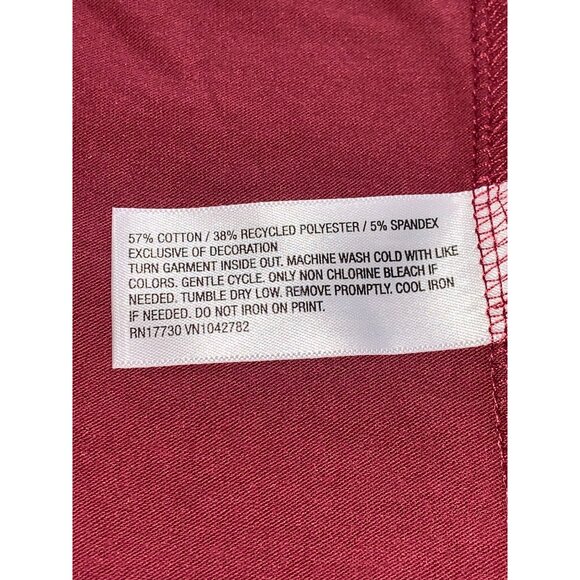 57% COTTON / 38% RECYCLED POLYESTER / 5% SPANDEX
EXCLUSIVE OF DECORATION
TURN GARMENT INSIDE OUT. MACHINE WASH COLD WITH LIKE
COLORS. GENTLE CYCLE. ONLY NON CHLORINE BLEACH IF
NEEDED. TUMBLE DRY LOW. REMOVE PROMPTLY. COOL IRON
IF NEEDED. DO NOT IRON ON PRINT.
RN17730 VN1042782